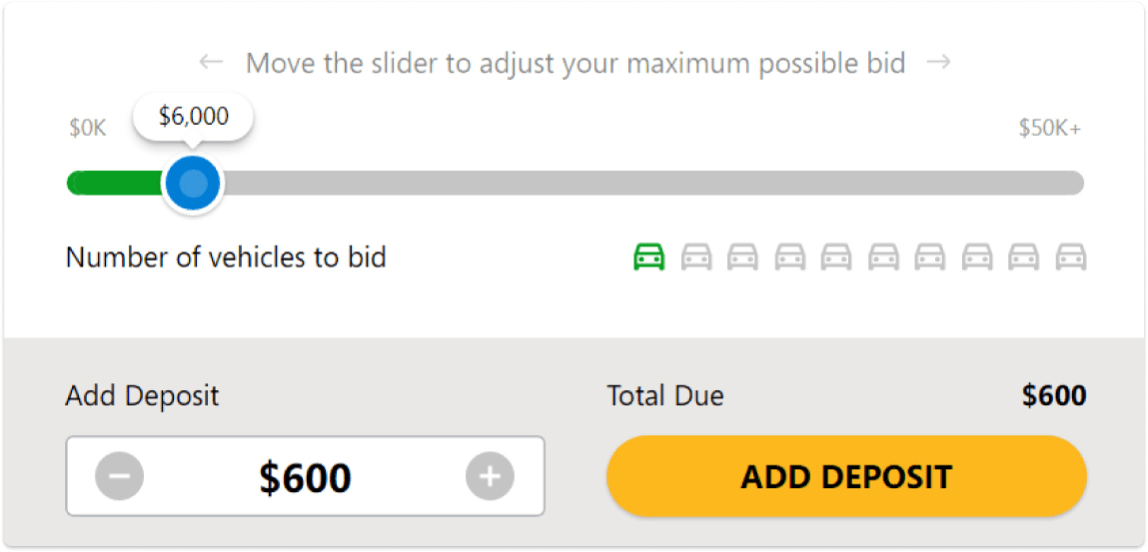 ← Move the slider to adjust your maximum possible bid →
$6,000
$0K
$50K+
Number of vehicles to bid
Add Deposit
Total Due
$600
− $600 +
ADD DEPOSIT